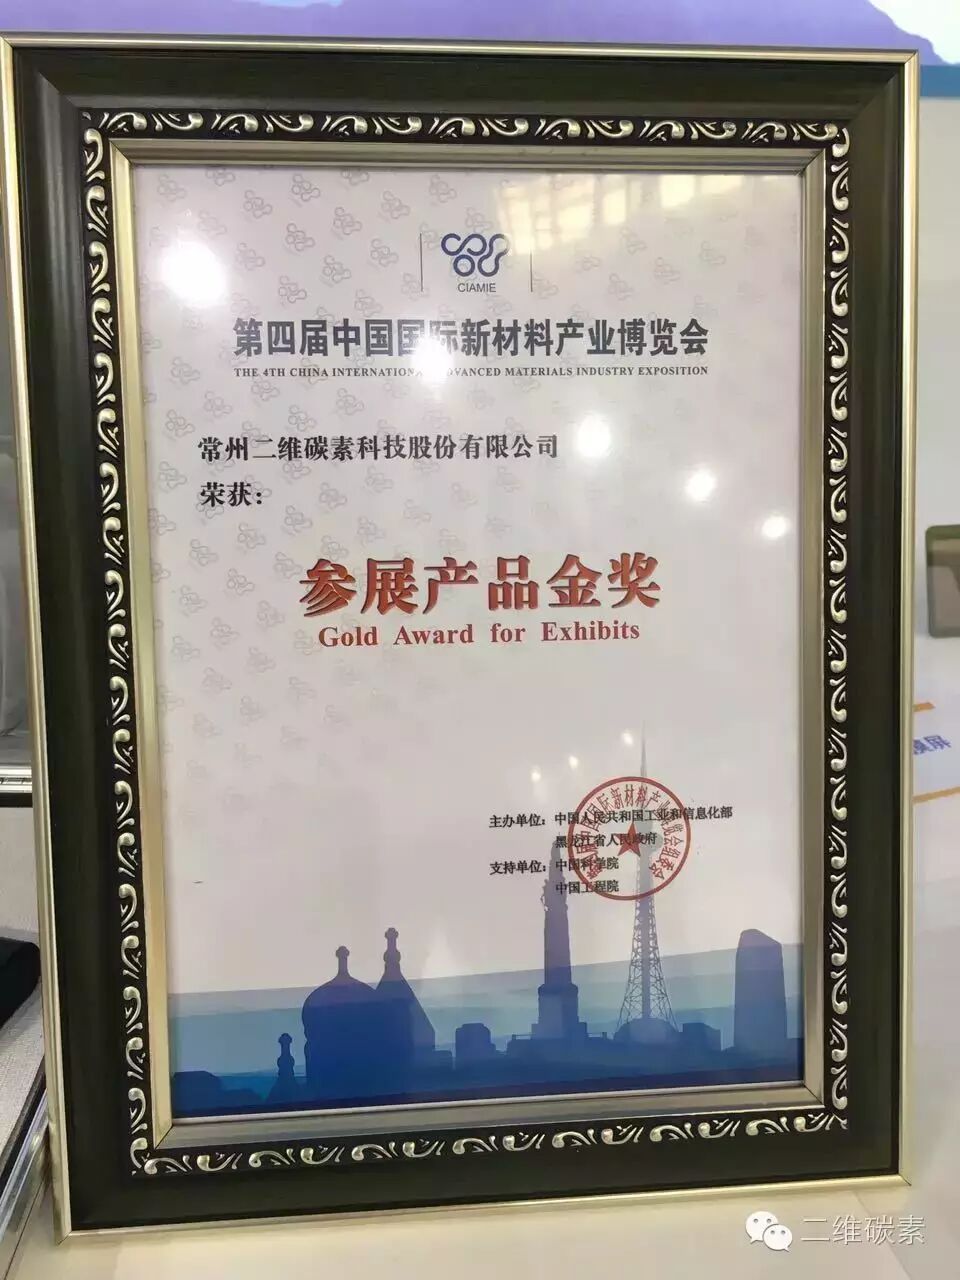 CIAMIE
第四届中国国际新材料产业博览会
THE 4TH CHINA INTERNATIONAL ADVANCED MATERIALS INDUSTRY EXPOSITION
常州二维碳素科技股份有限公司
荣获：
参展产品金奖
Gold Award for Exhibits
主办单位：中国人民共和国工业和信息化部
黑龙江省人民政府
支持单位：中国科学院
中国工程院
膜屏
二维碳素